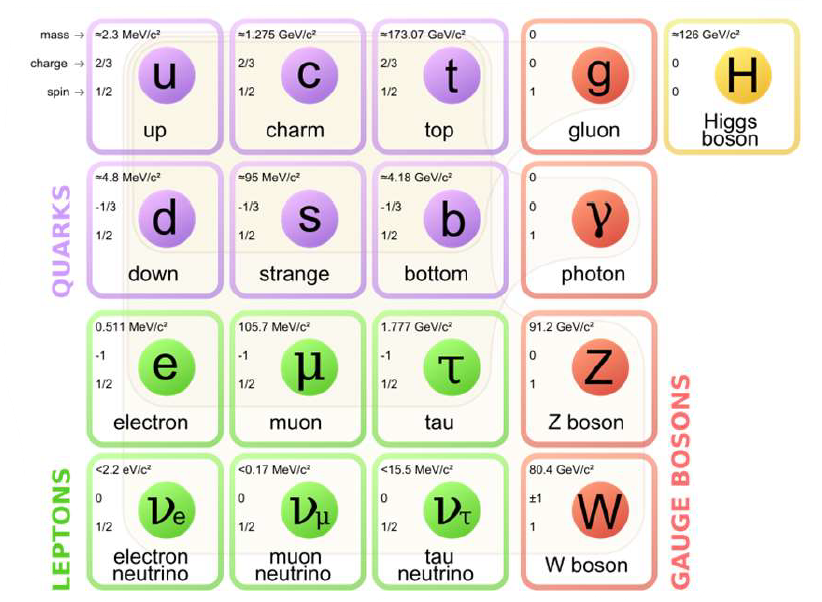 mass → ≈2.3 MeV/c²
charge → 2/3
spin → 1/2
u
up
≈1.275 GeV/c²
2/3
1/2
c
charm
≈173.07 GeV/c²
2/3
1/2
t
top
0
0
1
g
gluon
≈126 GeV/c²
0
0
H
Higgs
boson
QUARKS
≈4.8 MeV/c²
-1/3
1/2
d
down
≈95 MeV/c²
-1/3
1/2
s
strange
≈4.18 GeV/c²
-1/3
1/2
b
bottom
0
0
1
γ
photon
0.511 MeV/c²
-1
1/2
e
electron
105.7 MeV/c²
-1
1/2
μ
muon
1.777 GeV/c²
-1
1/2
τ
tau
91.2 GeV/c²
0
1
Z
Z boson
GAUGE BOSONS
LEPTONS
<2.2 eV/c²
0
1/2
νe
electron
neutrino
<0.17 MeV/c²
0
1/2
νμ
muon
neutrino
<15.5 MeV/c²
0
1/2
ντ
tau
neutrino
80.4 GeV/c²
±1
1
W
W boson